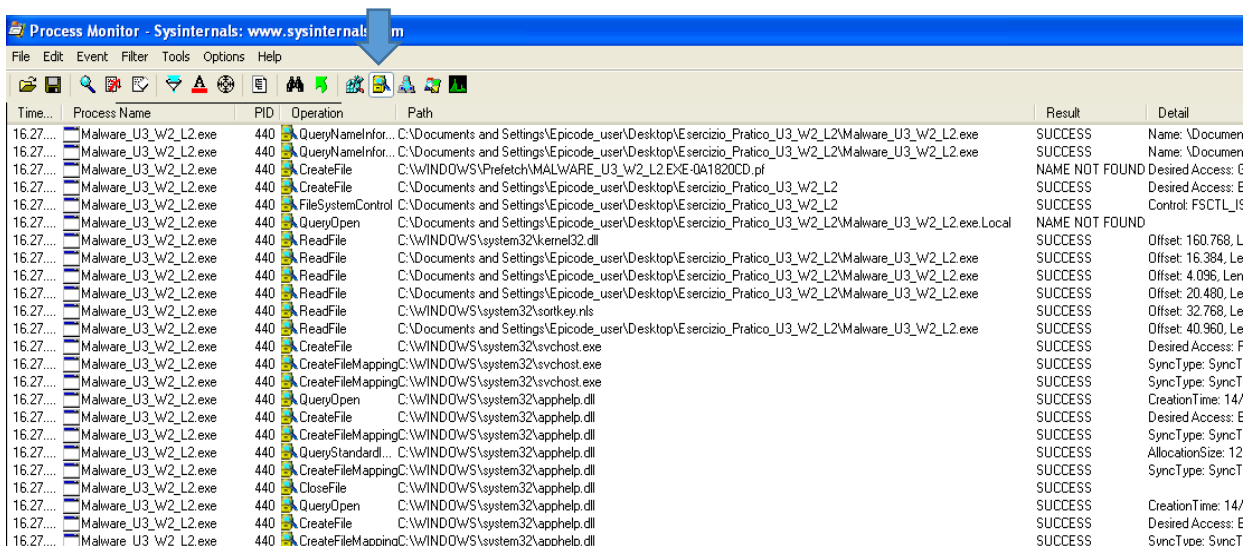 Process Monitor - Sysinternals: www.sysinternals m
File Edit Event Filter Tools Options Help
Time... Process Name PID Operation Path Result Detail
16.27.... Malware_U3_W2_L2.exe 440 QueryNameInfor... C:\Documents and Settings\Epicode_user\Desktop\Esercizio_Pratico_U3_W2_L2\Malware_U3_W2_L2.exe SUCCESS Name: \Documen
16.27.... Malware_U3_W2_L2.exe 440 QueryNameInfor... C:\Documents and Settings\Epicode_user\Desktop\Esercizio_Pratico_U3_W2_L2\Malware_U3_W2_L2.exe SUCCESS Name: \Documen
16.27.... Malware_U3_W2_L2.exe 440 CreateFile C:\WINDOWS\Prefetch\MALWARE_U3_W2_L2.EXE-0A1820CD.pf NAME NOT FOUND Desired Access: G
16.27.... Malware_U3_W2_L2.exe 440 CreateFile C:\Documents and Settings\Epicode_user\Desktop\Esercizio_Pratico_U3_W2_L2 SUCCESS Desired Access: E
16.27.... Malware_U3_W2_L2.exe 440 FileSystemControl C:\Documents and Settings\Epicode_user\Desktop\Esercizio_Pratico_U3_W2_L2 SUCCESS Control: FSCTL_IS
16.27.... Malware_U3_W2_L2.exe 440 QueryOpen C:\Documents and Settings\Epicode_user\Desktop\Esercizio_Pratico_U3_W2_L2\Malware_U3_W2_L2.exe.Local NAME NOT FOUND
16.27.... Malware_U3_W2_L2.exe 440 ReadFile C:\WINDOWS\system32\kernel32.dll SUCCESS Offset: 160.768, L
16.27.... Malware_U3_W2_L2.exe 440 ReadFile C:\Documents and Settings\Epicode_user\Desktop\Esercizio_Pratico_U3_W2_L2\Malware_U3_W2_L2.exe SUCCESS Offset: 16.384, Le
16.27.... Malware_U3_W2_L2.exe 440 ReadFile C:\Documents and Settings\Epicode_user\Desktop\Esercizio_Pratico_U3_W2_L2\Malware_U3_W2_L2.exe SUCCESS Offset: 4.096, Len
16.27.... Malware_U3_W2_L2.exe 440 ReadFile C:\Documents and Settings\Epicode_user\Desktop\Esercizio_Pratico_U3_W2_L2\Malware_U3_W2_L2.exe SUCCESS Offset: 20.480, Le
16.27.... Malware_U3_W2_L2.exe 440 ReadFile C:\WINDOWS\system32\sortkey.nls SUCCESS Offset: 32.768, Le
16.27.... Malware_U3_W2_L2.exe 440 ReadFile C:\Documents and Settings\Epicode_user\Desktop\Esercizio_Pratico_U3_W2_L2\Malware_U3_W2_L2.exe SUCCESS Offset: 40.960, Le
16.27.... Malware_U3_W2_L2.exe 440 CreateFile C:\WINDOWS\system32\svchost.exe SUCCESS Desired Access: F
16.27.... Malware_U3_W2_L2.exe 440 CreateFileMapping C:\WINDOWS\system32\svchost.exe SUCCESS SyncType: SyncT
16.27.... Malware_U3_W2_L2.exe 440 CreateFileMapping C:\WINDOWS\system32\svchost.exe SUCCESS SyncType: SyncT
16.27.... Malware_U3_W2_L2.exe 440 QueryOpen C:\WINDOWS\system32\apphelp.dll SUCCESS CreationTime: 14/
16.27.... Malware_U3_W2_L2.exe 440 CreateFile C:\WINDOWS\system32\apphelp.dll SUCCESS Desired Access: E
16.27.... Malware_U3_W2_L2.exe 440 CreateFileMapping C:\WINDOWS\system32\apphelp.dll SUCCESS SyncType: SyncT
16.27.... Malware_U3_W2_L2.exe 440 QueryStandardI... C:\WINDOWS\system32\apphelp.dll SUCCESS AllocationSize: 12
16.27.... Malware_U3_W2_L2.exe 440 CreateFileMapping C:\WINDOWS\system32\apphelp.dll SUCCESS SyncType: SyncT
16.27.... Malware_U3_W2_L2.exe 440 CloseFile C:\WINDOWS\system32\apphelp.dll SUCCESS
16.27.... Malware_U3_W2_L2.exe 440 QueryOpen C:\WINDOWS\system32\apphelp.dll SUCCESS CreationTime: 14/
16.27.... Malware_U3_W2_L2.exe 440 CreateFile C:\WINDOWS\system32\apphelp.dll SUCCESS Desired Access: E
16.27.... Malware_U3_W2_L2.exe 440 CreateFileMapping C:\WINDOWS\system32\apphelp.dll SUCCESS SyncType: SyncT